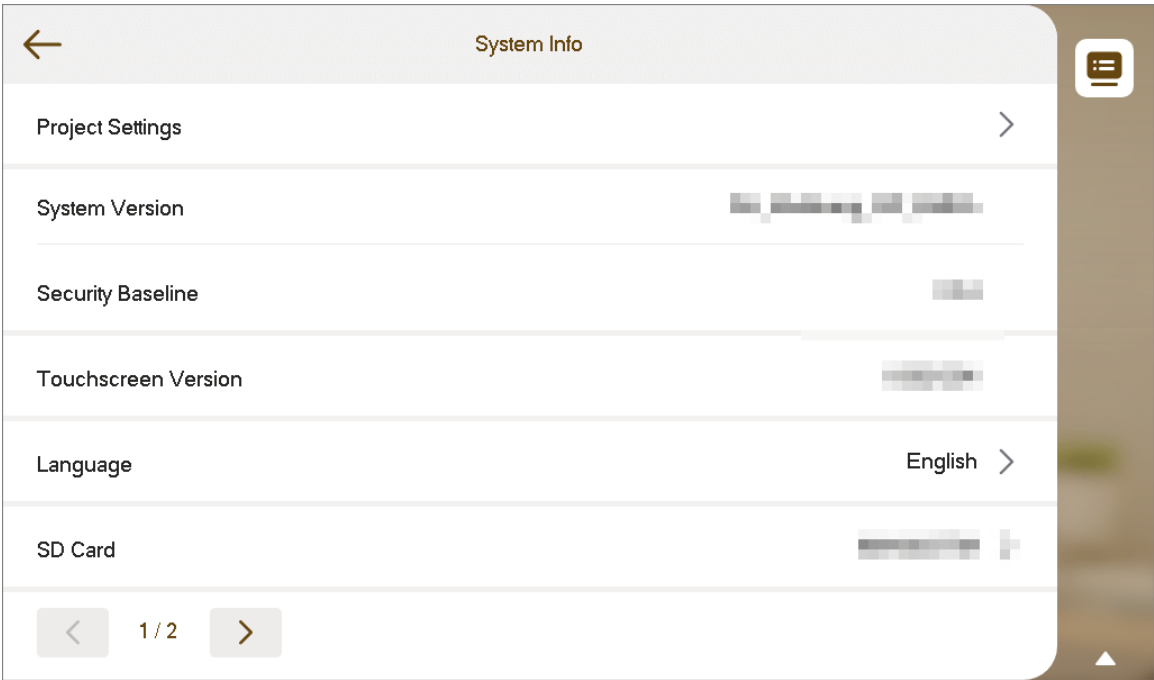 System Info
Project Settings
System Version
Security Baseline
Touchscreen Version
Language English
SD Card
1 / 2